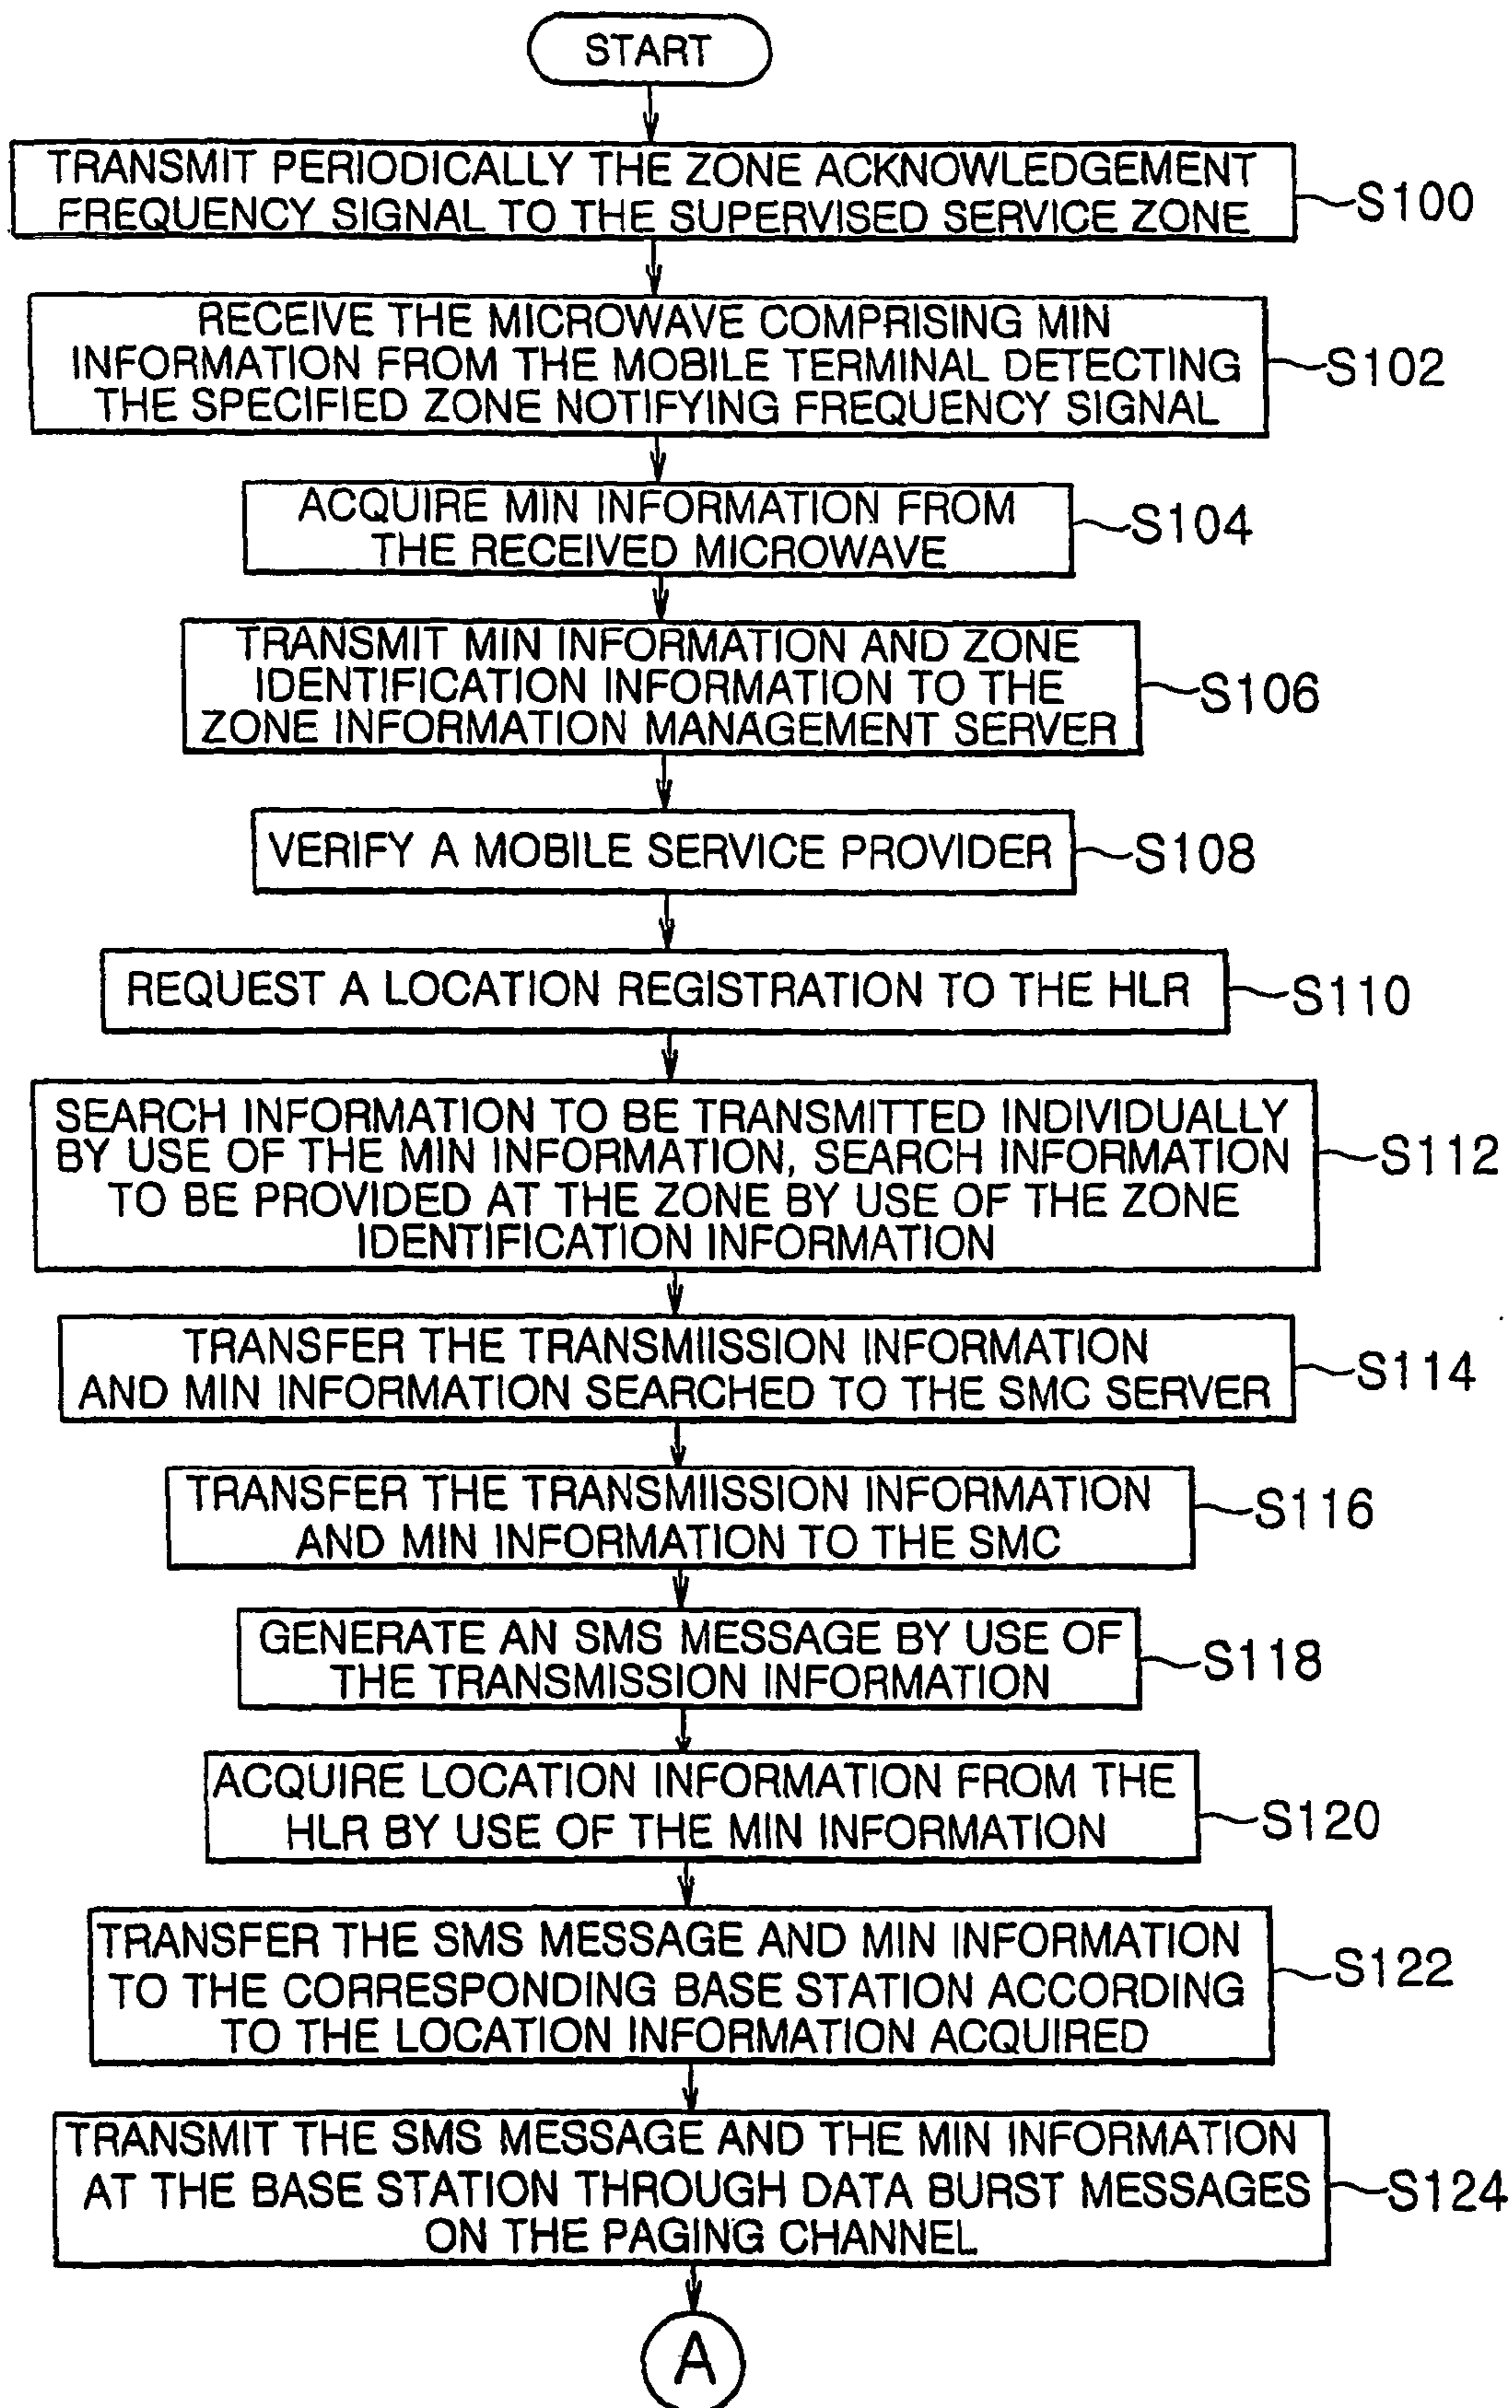 START
TRANSMIT PERIODICALLY THE ZONE ACKNOWLEDGEMENT
FREQUENCY SIGNAL TO THE SUPERVISED SERVICE ZONE
S100
RECEIVE THE MICROWAVE COMPRISING MIN
INFORMATION FROM THE MOBILE TERMINAL DETECTING
THE SPECIFIED ZONE NOTIFYING FREQUENCY SIGNAL
S102
ACQUIRE MIN INFORMATION FROM
THE RECEIVED MICROWAVE
S104
TRANSMIT MIN INFORMATION AND ZONE
IDENTIFICATION INFORMATION TO THE
ZONE INFORMATION MANAGEMENT SERVER
S106
VERIFY A MOBILE SERVICE PROVIDER
S108
REQUEST A LOCATION REGISTRATION TO THE HLR
S110
SEARCH INFORMATION TO BE TRANSMITTED INDIVIDUALLY
BY USE OF THE MIN INFORMATION, SEARCH INFORMATION
TO BE PROVIDED AT THE ZONE BY USE OF THE ZONE
IDENTIFICATION INFORMATION
S112
TRANSFER THE TRANSMIISSION INFORMATION
AND MIN INFORMATION SEARCHED TO THE SMC SERVER
S114
TRANSFER THE TRANSMIISSION INFORMATION
AND MIN INFORMATION TO THE SMC
S116
GENERATE AN SMS MESSAGE BY USE OF
THE TRANSMISSION INFORMATION
S118
ACQUIRE LOCATION INFORMATION FROM THE
HLR BY USE OF THE MIN INFORMATION
S120
TRANSFER THE SMS MESSAGE AND MIN INFORMATION
TO THE CORRESPONDING BASE STATION ACCORDING
TO THE LOCATION INFORMATION ACQUIRED
S122
TRANSMIT THE SMS MESSAGE AND THE MIN INFORMATION
AT THE BASE STATION THROUGH DATA BURST MESSAGES
ON THE PAGING CHANNEL
S124
A